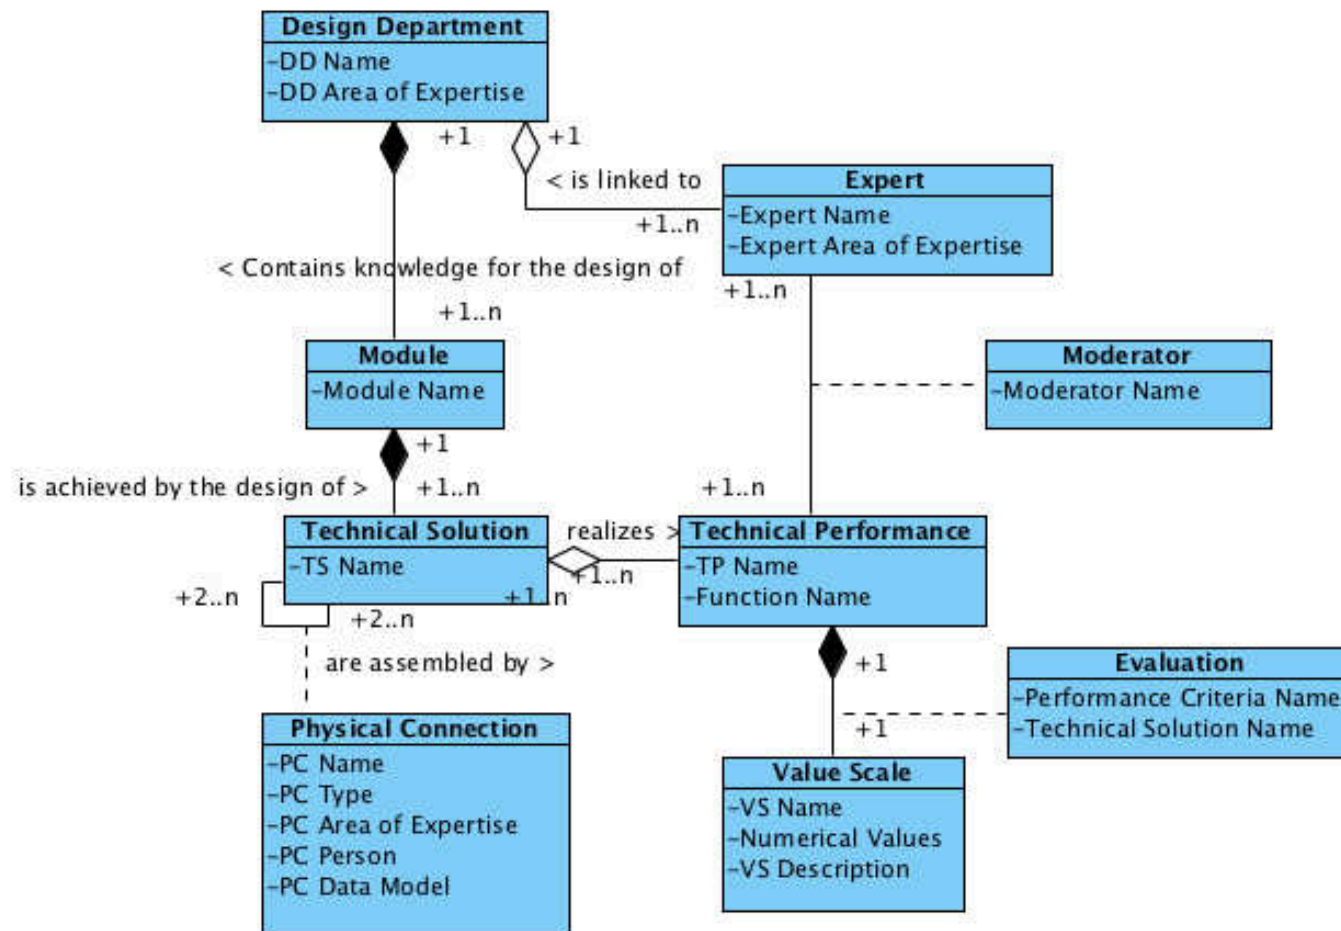 Design Department
-DD Name
-DD Area of Expertise
+1
+1
< is linked to
+1..n
Expert
-Expert Name
-Expert Area of Expertise
< Contains knowledge for the design of
+1..n
+1..n
Module
-Module Name
Moderator
-Moderator Name
+1
is achieved by the design of >
+1..n
+1..n
Technical Solution
-TS Name
realizes >
+1..n
+1..n
Technical Performance
-TP Name
-Function Name
+2..n
+2..n
are assembled by >
+1
+1
Evaluation
-Performance Criteria Name
-Technical Solution Name
Physical Connection
-PC Name
-PC Type
-PC Area of Expertise
-PC Person
-PC Data Model
Value Scale
-VS Name
-Numerical Values
-VS Description